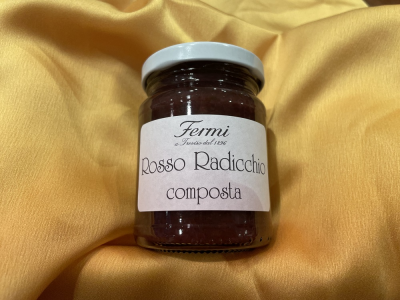 Fermi
a Treviso dal 1896
Rosso Radicchio
composta